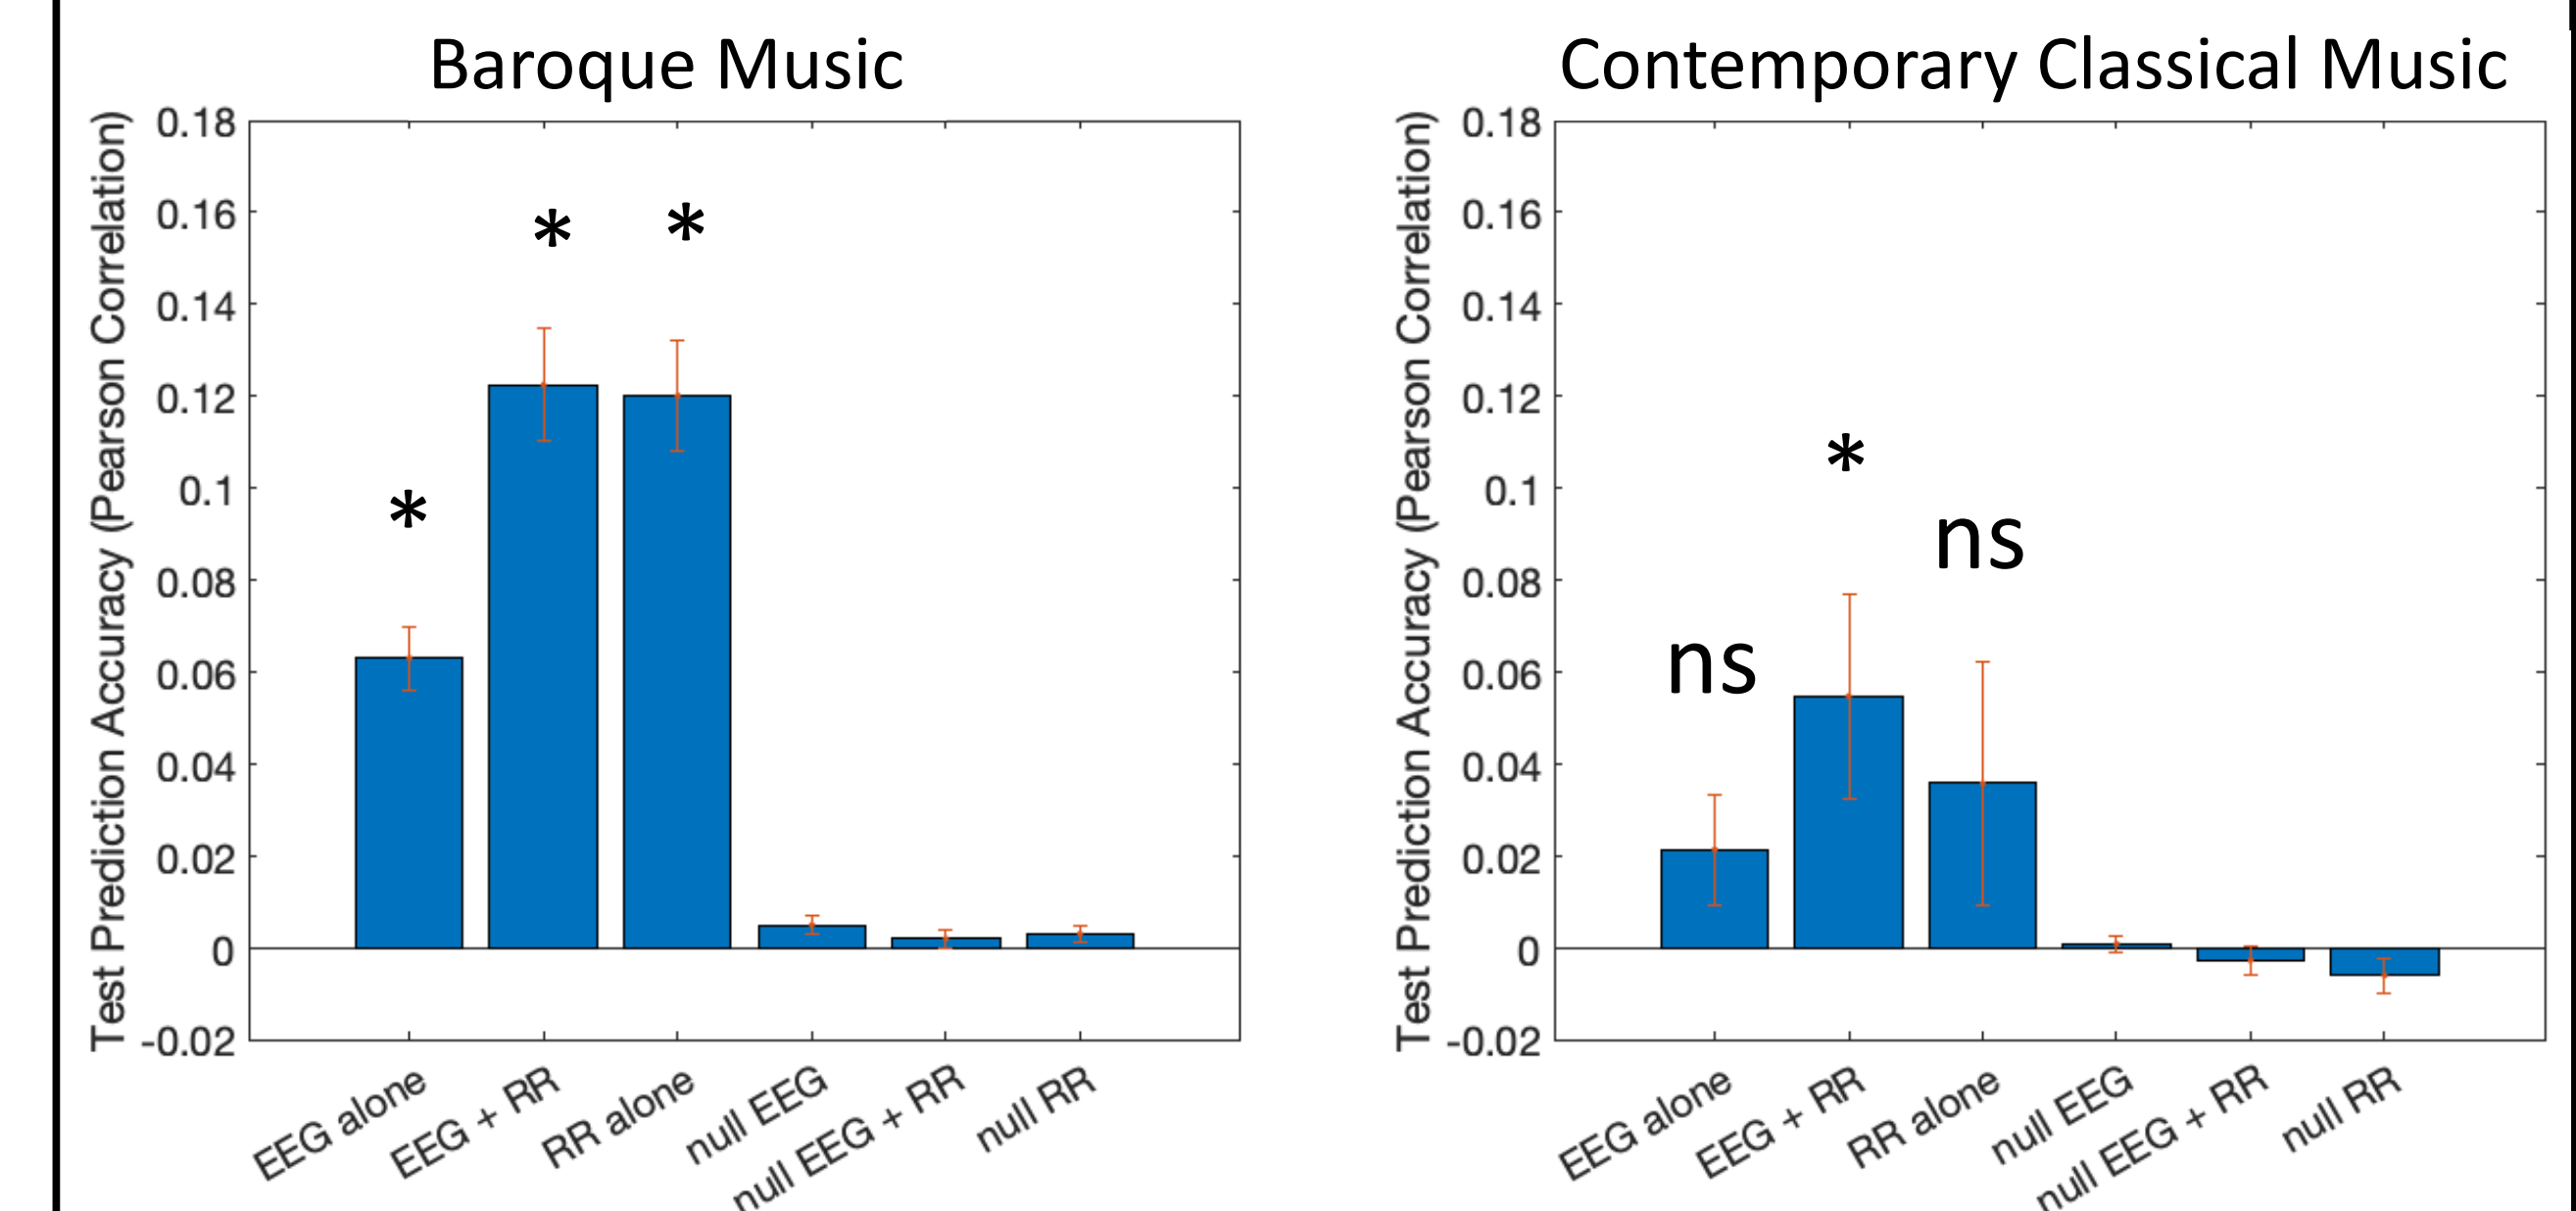 Baroque Music
Test Prediction Accuracy (Pearson Correlation)
0.18
0.16
0.14
0.12
0.1
0.08
0.06
0.04
0.02
0
-0.02
*
*
*
EEG alone
EEG + RR
RR alone
null EEG
null EEG + RR
null RR
Contemporary Classical Music
Test Prediction Accuracy (Pearson Correlation)
0.18
0.16
0.14
0.12
0.1
0.08
0.06
0.04
0.02
0
-0.02
ns
*
ns
EEG alone
EEG + RR
RR alone
null EEG
null EEG + RR
null RR